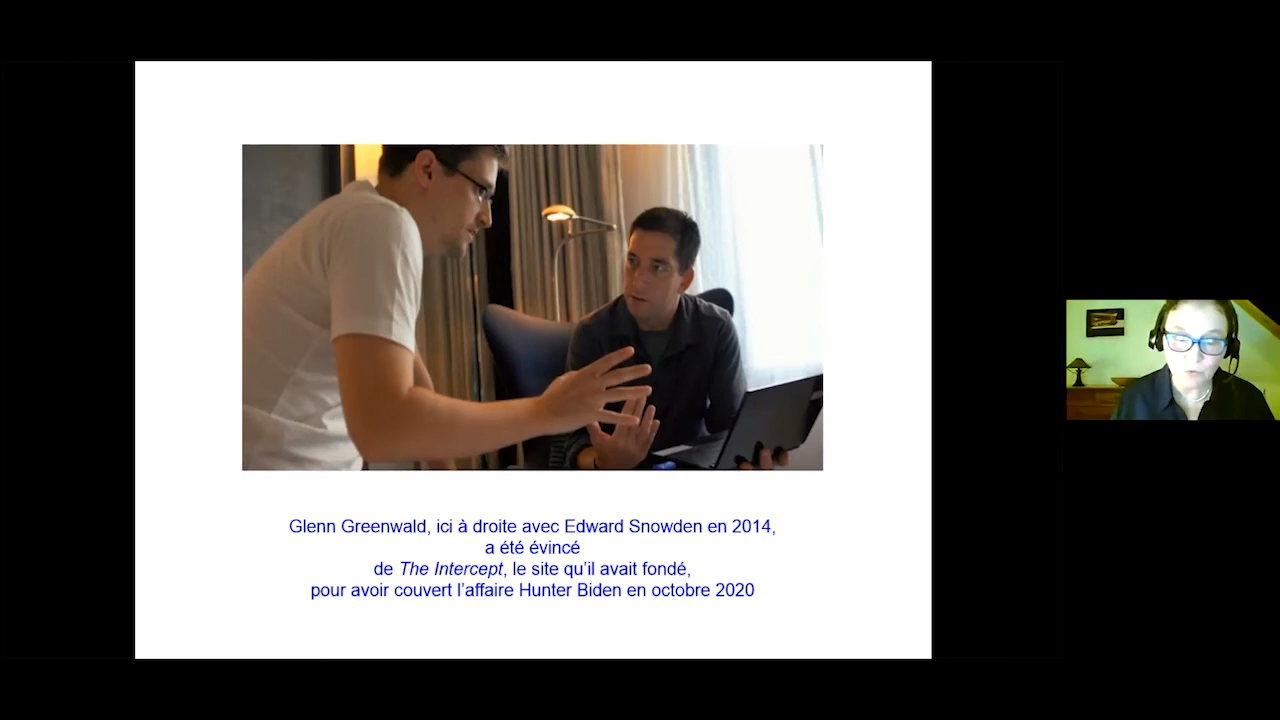 Glenn Greenwald, ici à droite avec Edward Snowden en 2014,
a été évincé
de The Intercept, le site qu'il avait fondé,
pour avoir couvert l'affaire Hunter Biden en octobre 2020